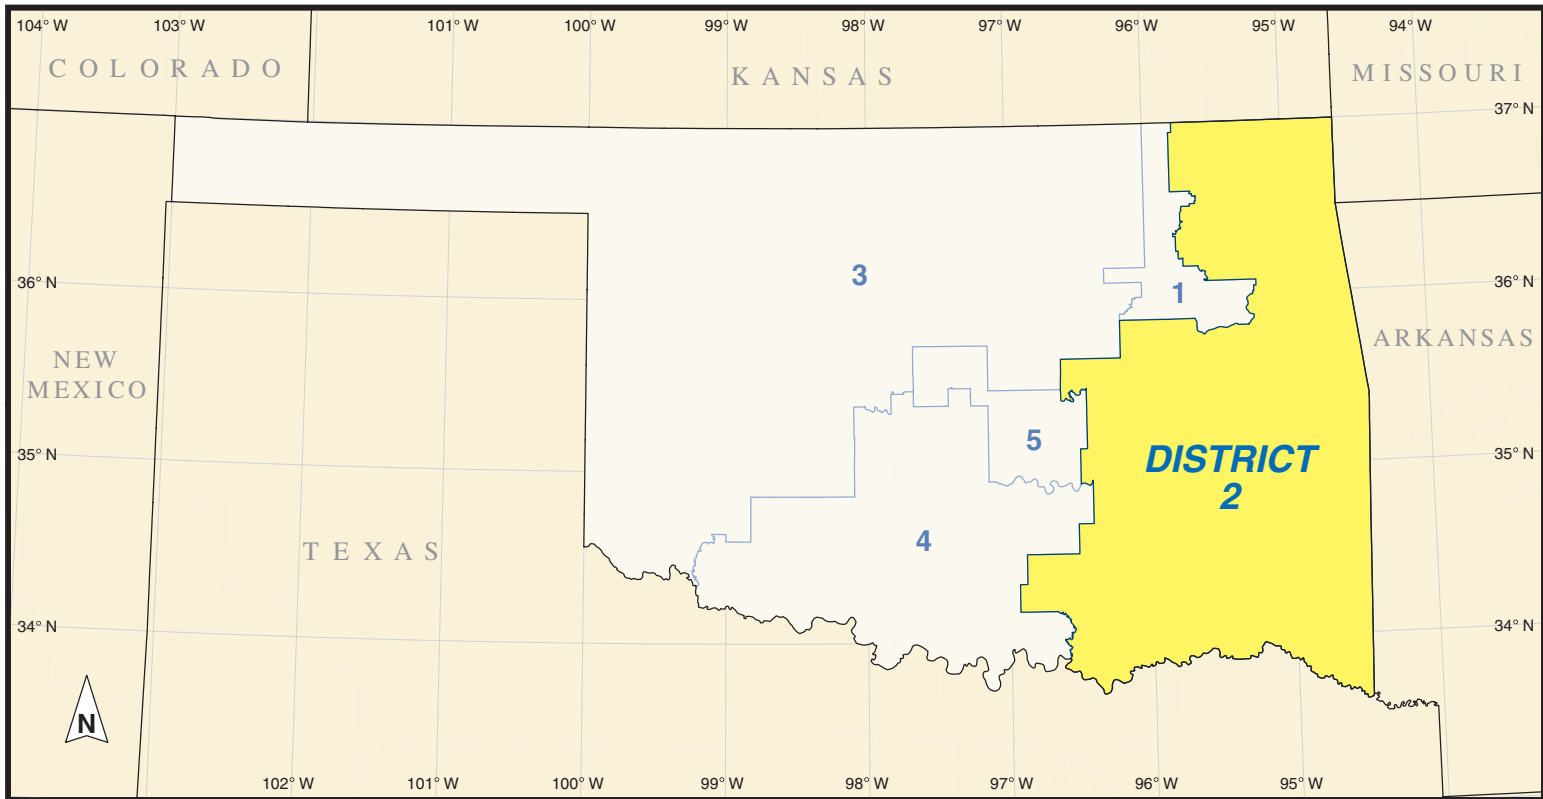 104° W
103° W
101° W
100° W
99° W
98° W
97° W
96° W
95° W
94° W
COLORADO
KANSAS
MISSOURI
37° N
3
36° N
1
36° N
NEW
MEXICO
ARKANSAS
5
35° N
DISTRICT
2
35° N
TEXAS
4
34° N
34° N
N
102° W
101° W
100° W
99° W
98° W
97° W
96° W
95° W